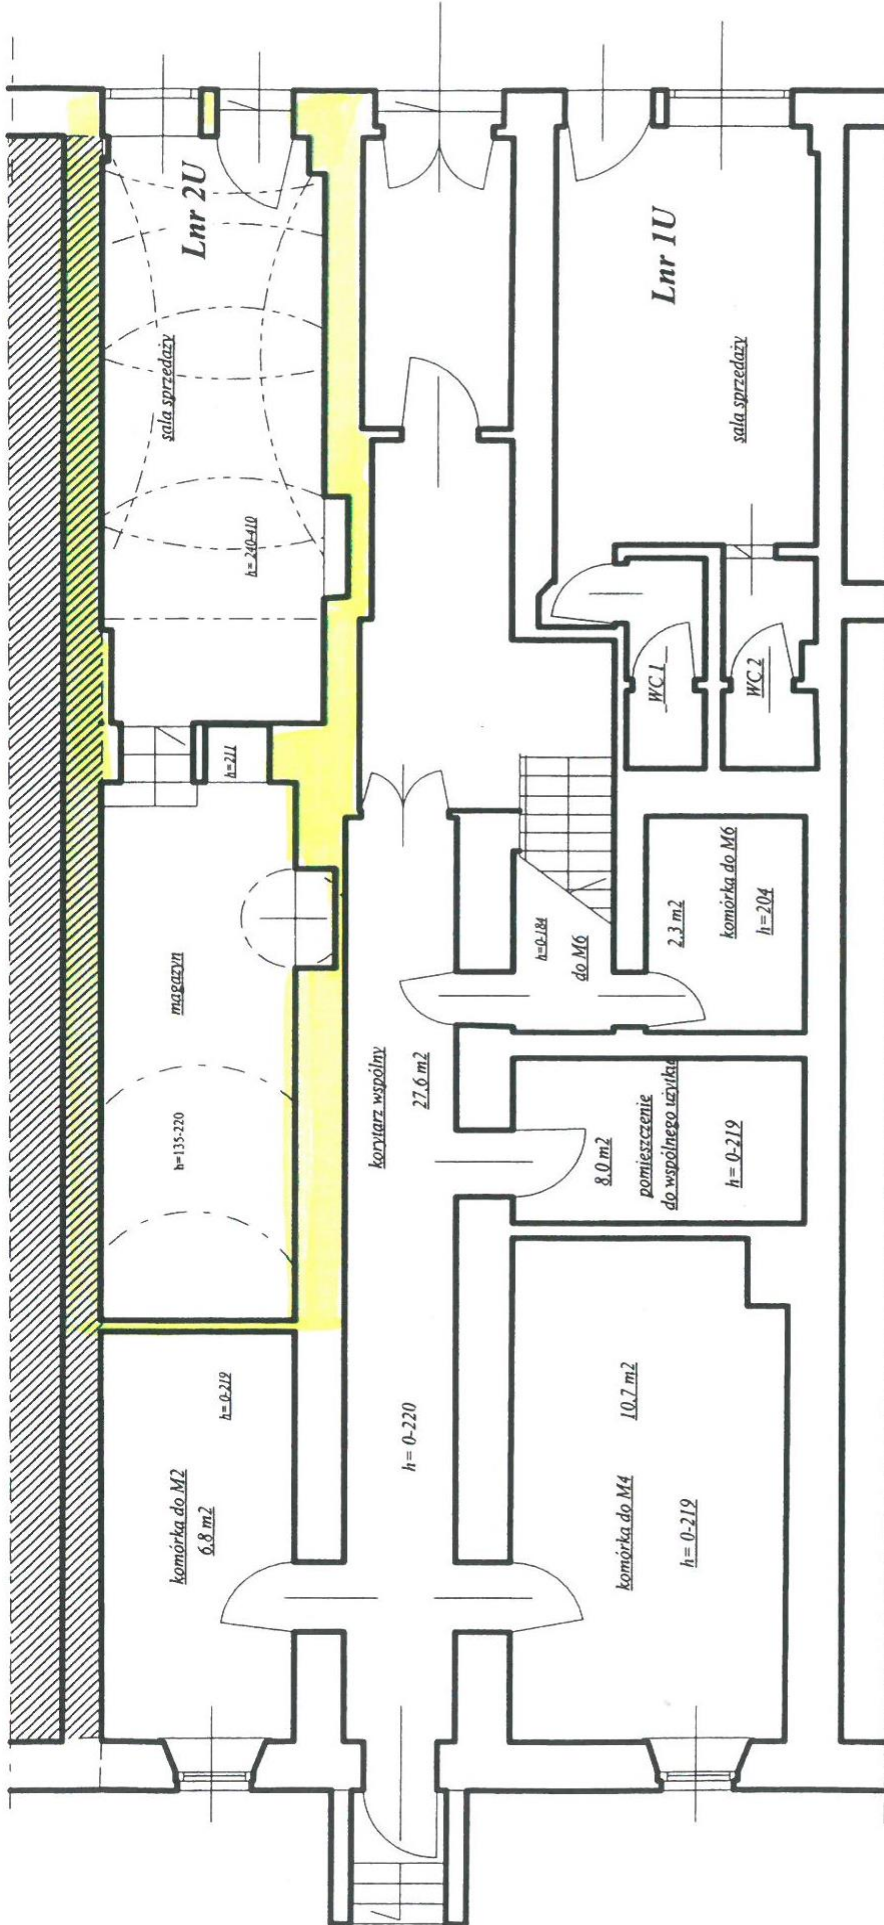 Lnr 2U
sala sprzedaży
h= 240-410
Lnr 1U
sala sprzedaży
h=211
WC 1
WC 2
magazyn
h=135-220
h=0-184
do M6
2,3 m2
komórka do M6
h=204
korytarz wspólny
27,6 m2
8,0 m2
pomieszczenie
do wspólnego użytku
h= 0-219
h= 0-219
komórka do M2
6,8 m2
h= 0-220
10,7 m2
komórka do M4
h= 0-219